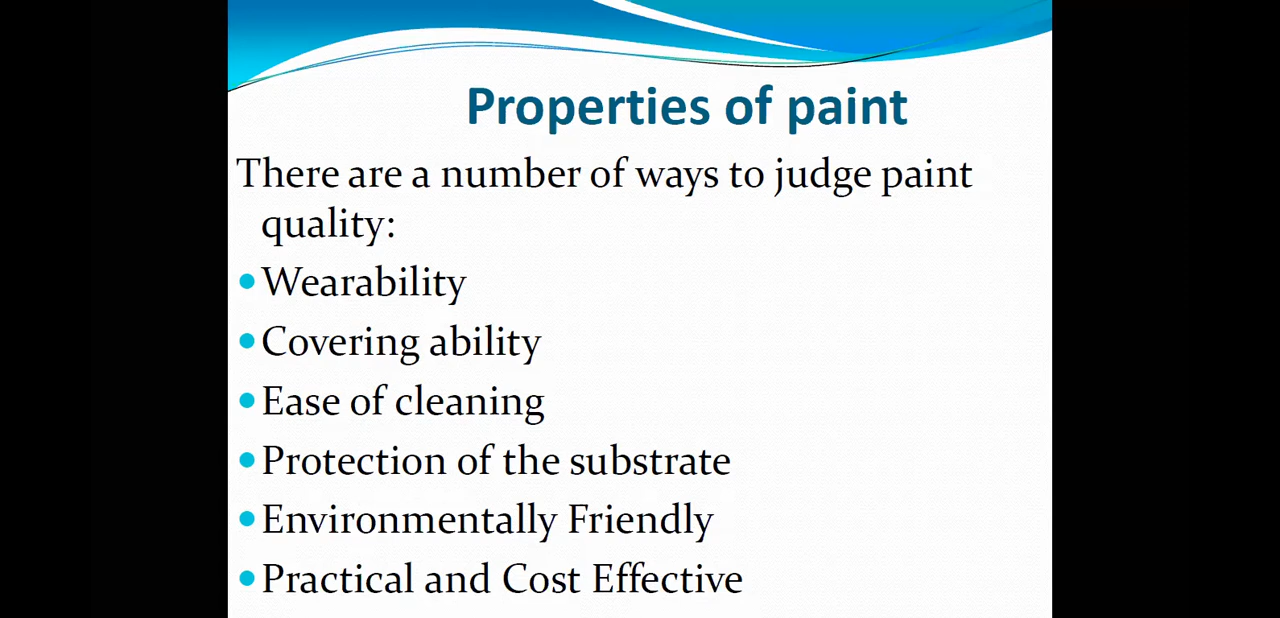 Properties of paint
There are a number of ways to judge paint
quality:
•Wearability
•Covering ability
•Ease of cleaning
•Protection of the substrate
•Environmentally Friendly
•Practical and Cost Effective